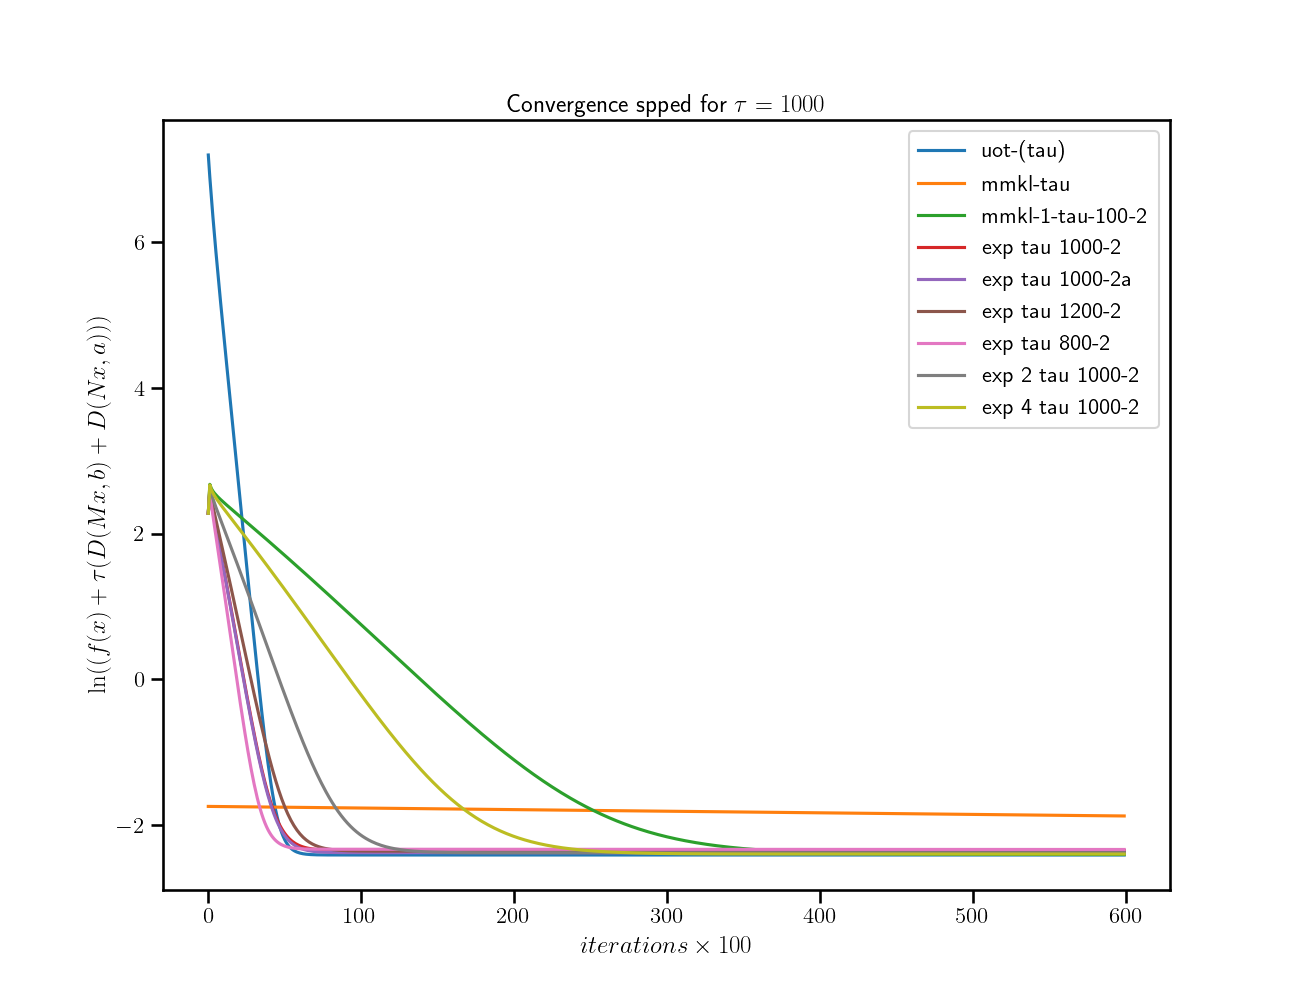 Convergence spped for τ = 1000
uot-(tau)
mmkl-tau
mmkl-1-tau-100-2
exp tau 1000-2
exp tau 1000-2a
exp tau 1200-2
exp tau 800-2
exp 2 tau 1000-2
exp 4 tau 1000-2
ln((f(x) + τ(D(Mx, b) + D(Nx, a)))
6
4
2
0
−2
0 100 200 300 400 500 600
iterations × 100